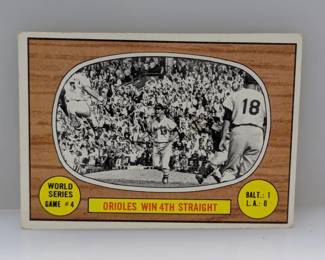 18
WORLD SERIES
GAME #4
ORIOLES WIN 4TH STRAIGHT
BALT.: 1
L.A.: 0